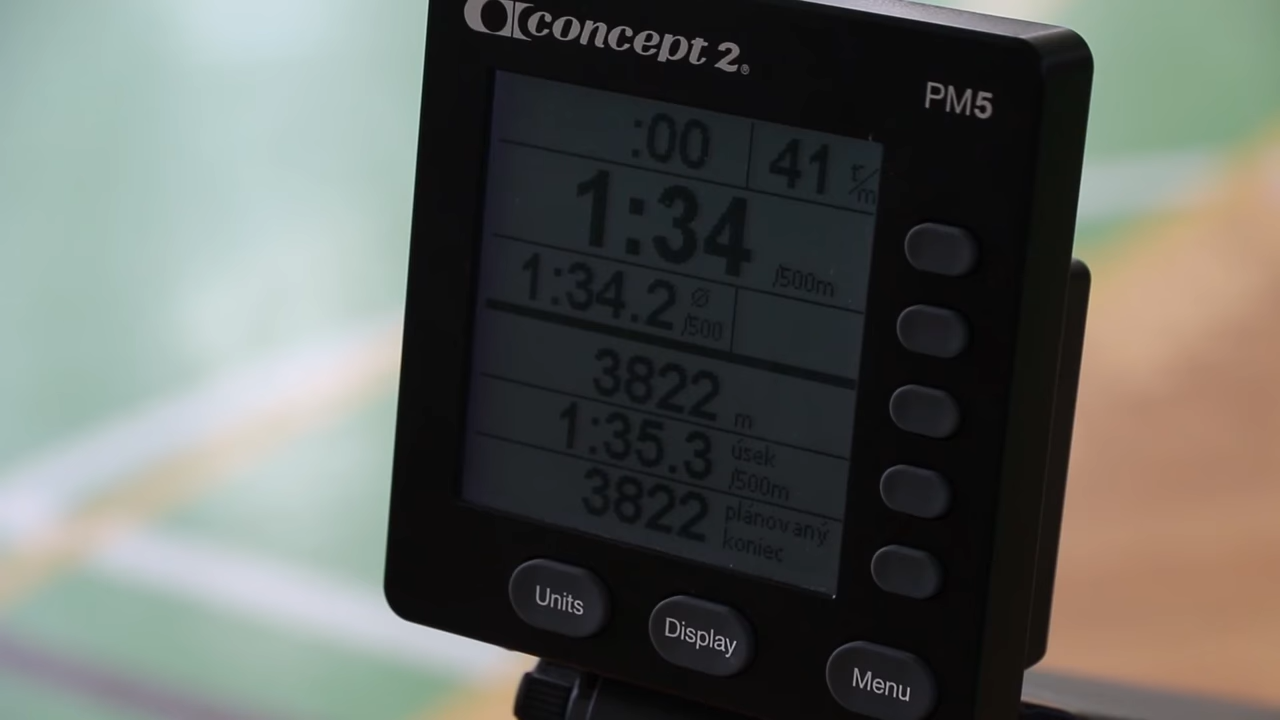 concept 2®
PM5
:00 41 r/m
1:34 /500m
1:34.2 Ø /500
3822 m
1:35.3 úsek /500m
3822 plánovaný koniec
Units
Display
Menu